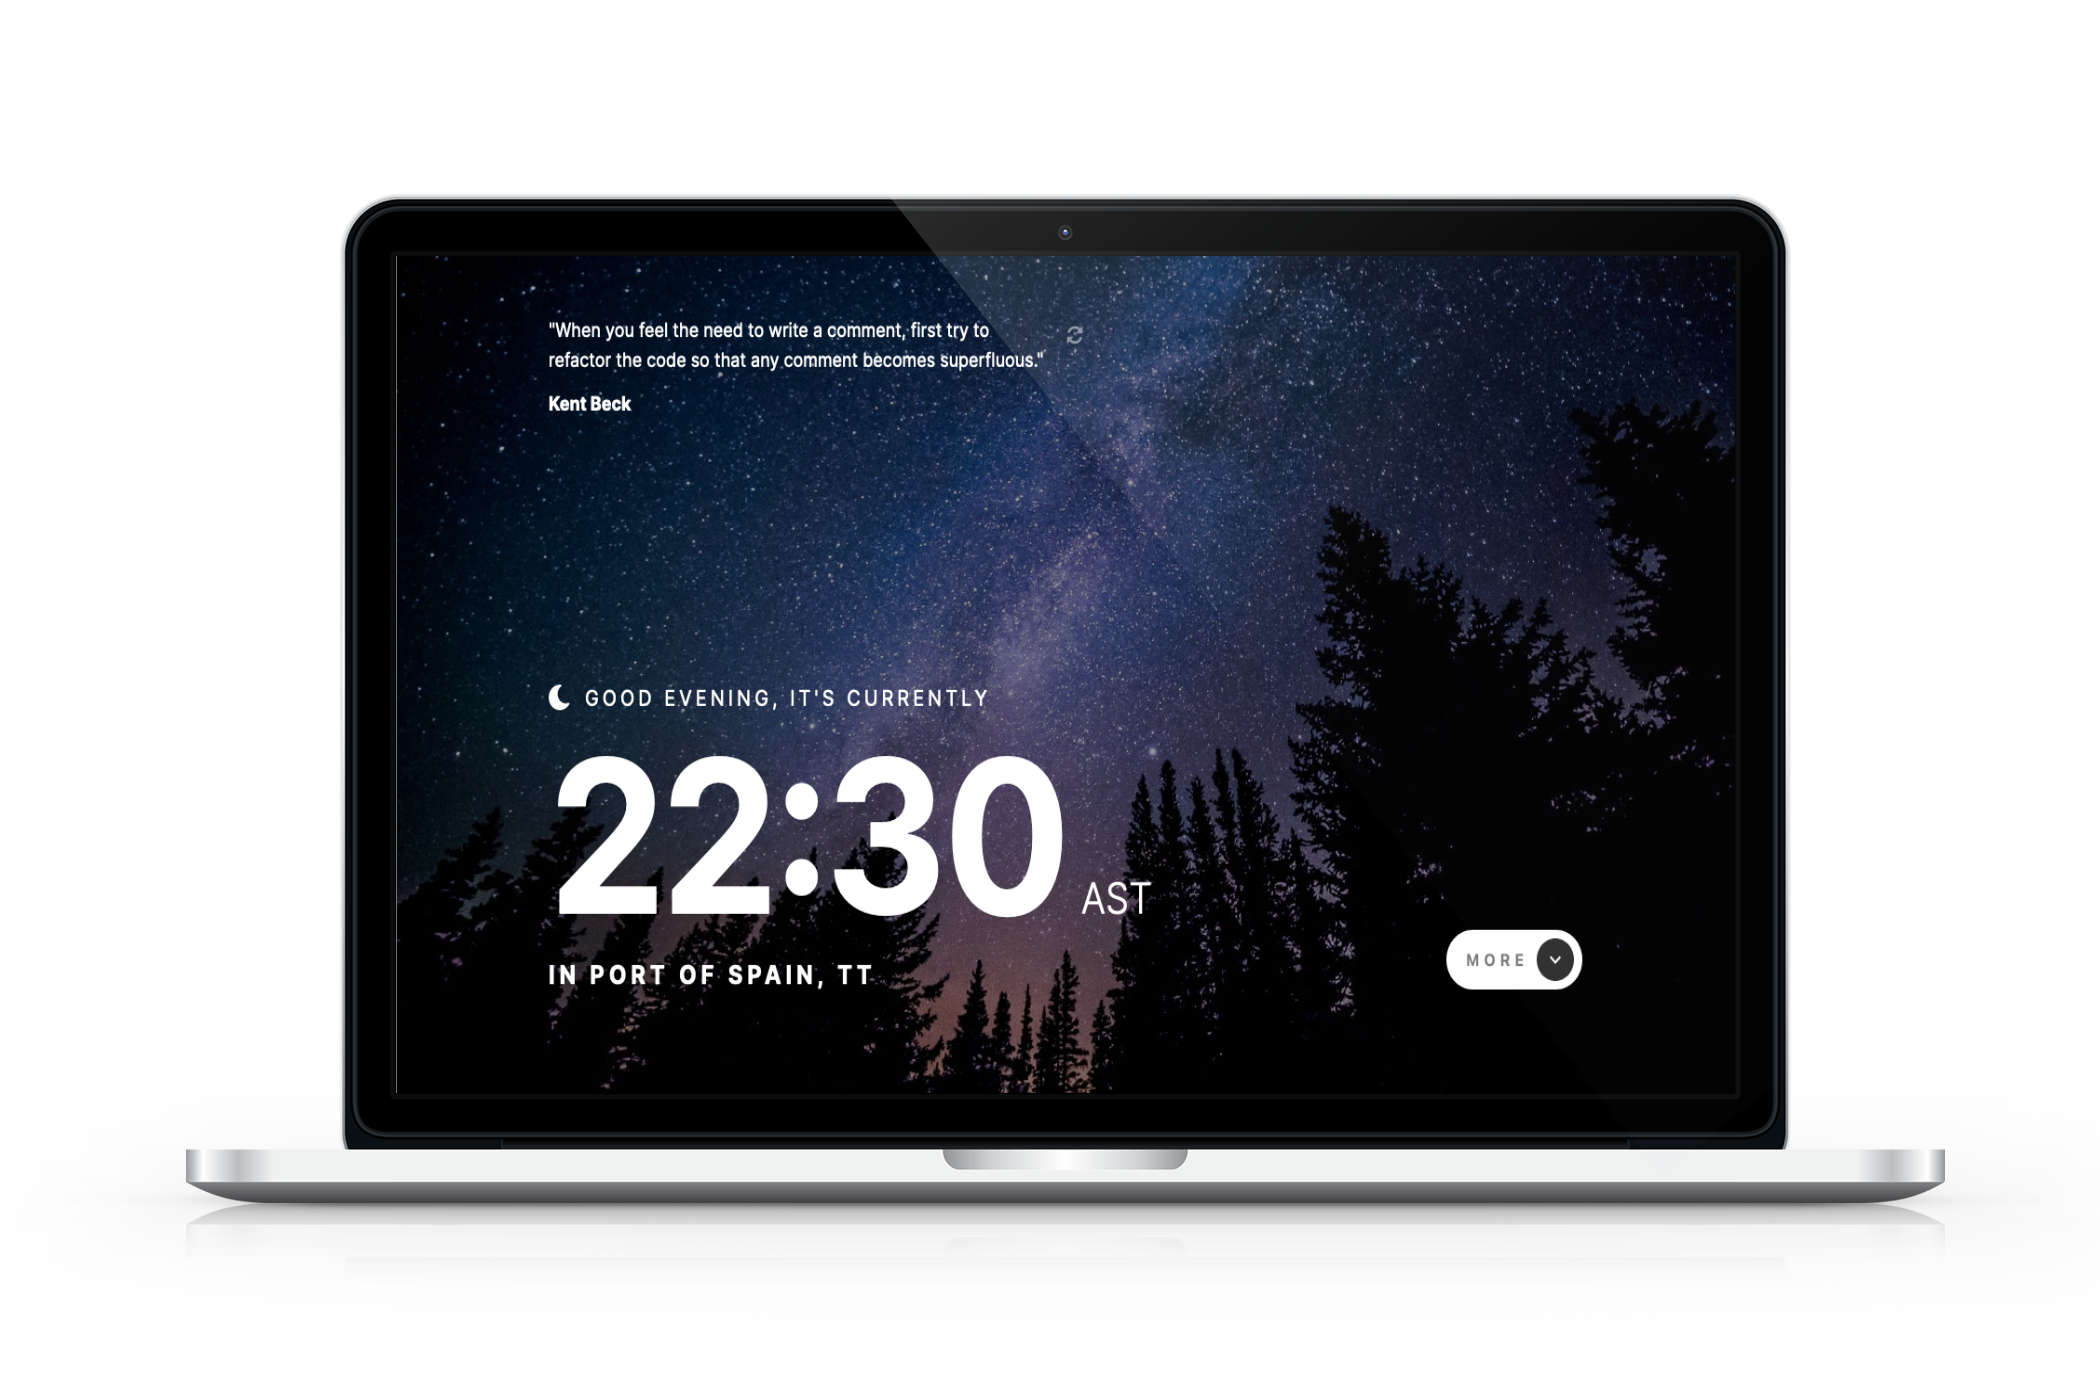 "When you feel the need to write a comment, first try to
refactor the code so that any comment becomes superfluous."
Kent Beck
GOOD EVENING, IT'S CURRENTLY
22:30 AST
IN PORT OF SPAIN, TT
MORE